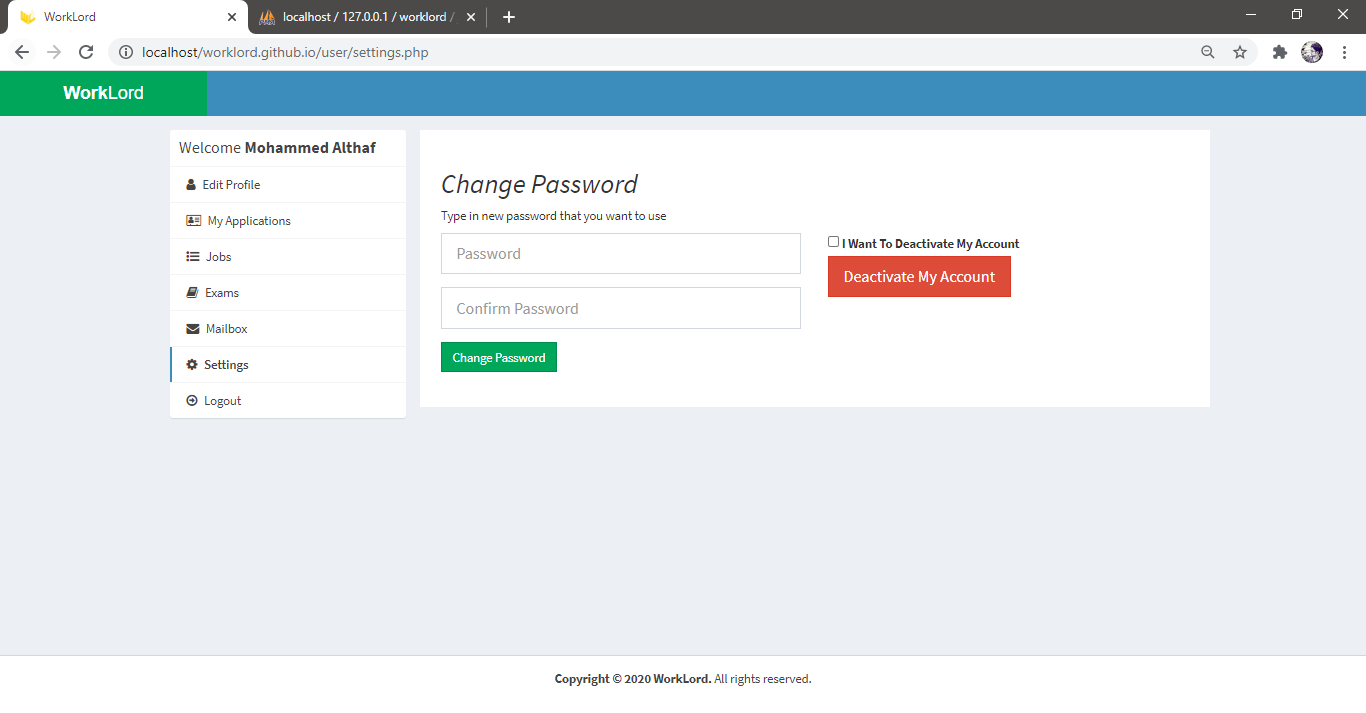 WorkLord
localhost / 127.0.0.1 / worklord /
localhost/worklord.github.io/user/settings.php
WorkLord
Welcome Mohammed Althaf
Edit Profile
My Applications
Jobs
Exams
Mailbox
Settings
Logout
Change Password
Type in new password that you want to use
Password
Confirm Password
Change Password
I Want To Deactivate My Account
Deactivate My Account
Copyright © 2020 WorkLord. All rights reserved.